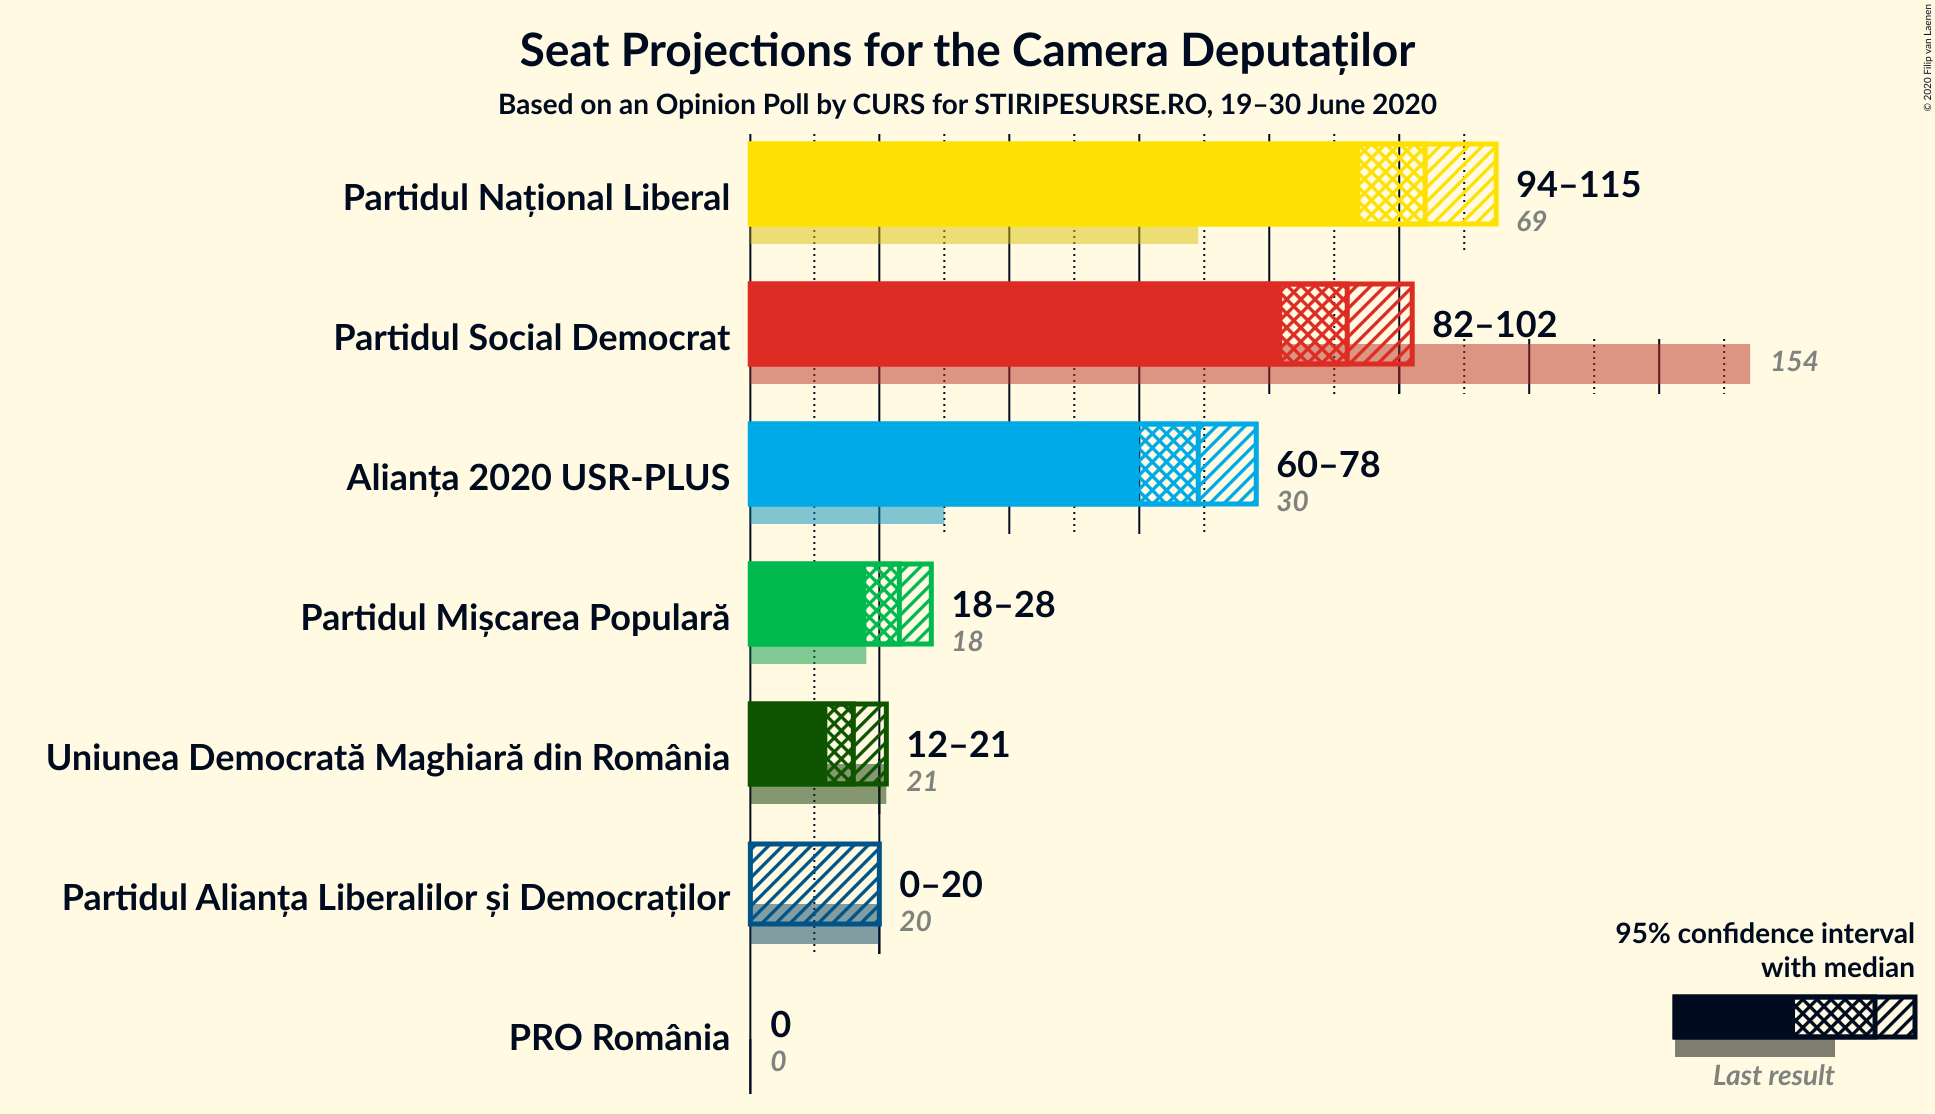 Seat Projections for the Camera Deputaților
Based on an Opinion Poll by CURS for STIRIPESURSE.RO, 19–30 June 2020
© 2020 Filip van Laenen
Partidul Național Liberal
94–115
69
Partidul Social Democrat
82–102
154
Alianța 2020 USR-PLUS
60–78
30
Partidul Mișcarea Populară
18–28
18
Uniunea Democrată Maghiară din România
12–21
21
Partidul Alianța Liberalilor și Democraților
0–20
20
PRO România
0
0
95% confidence interval
with median
Last result